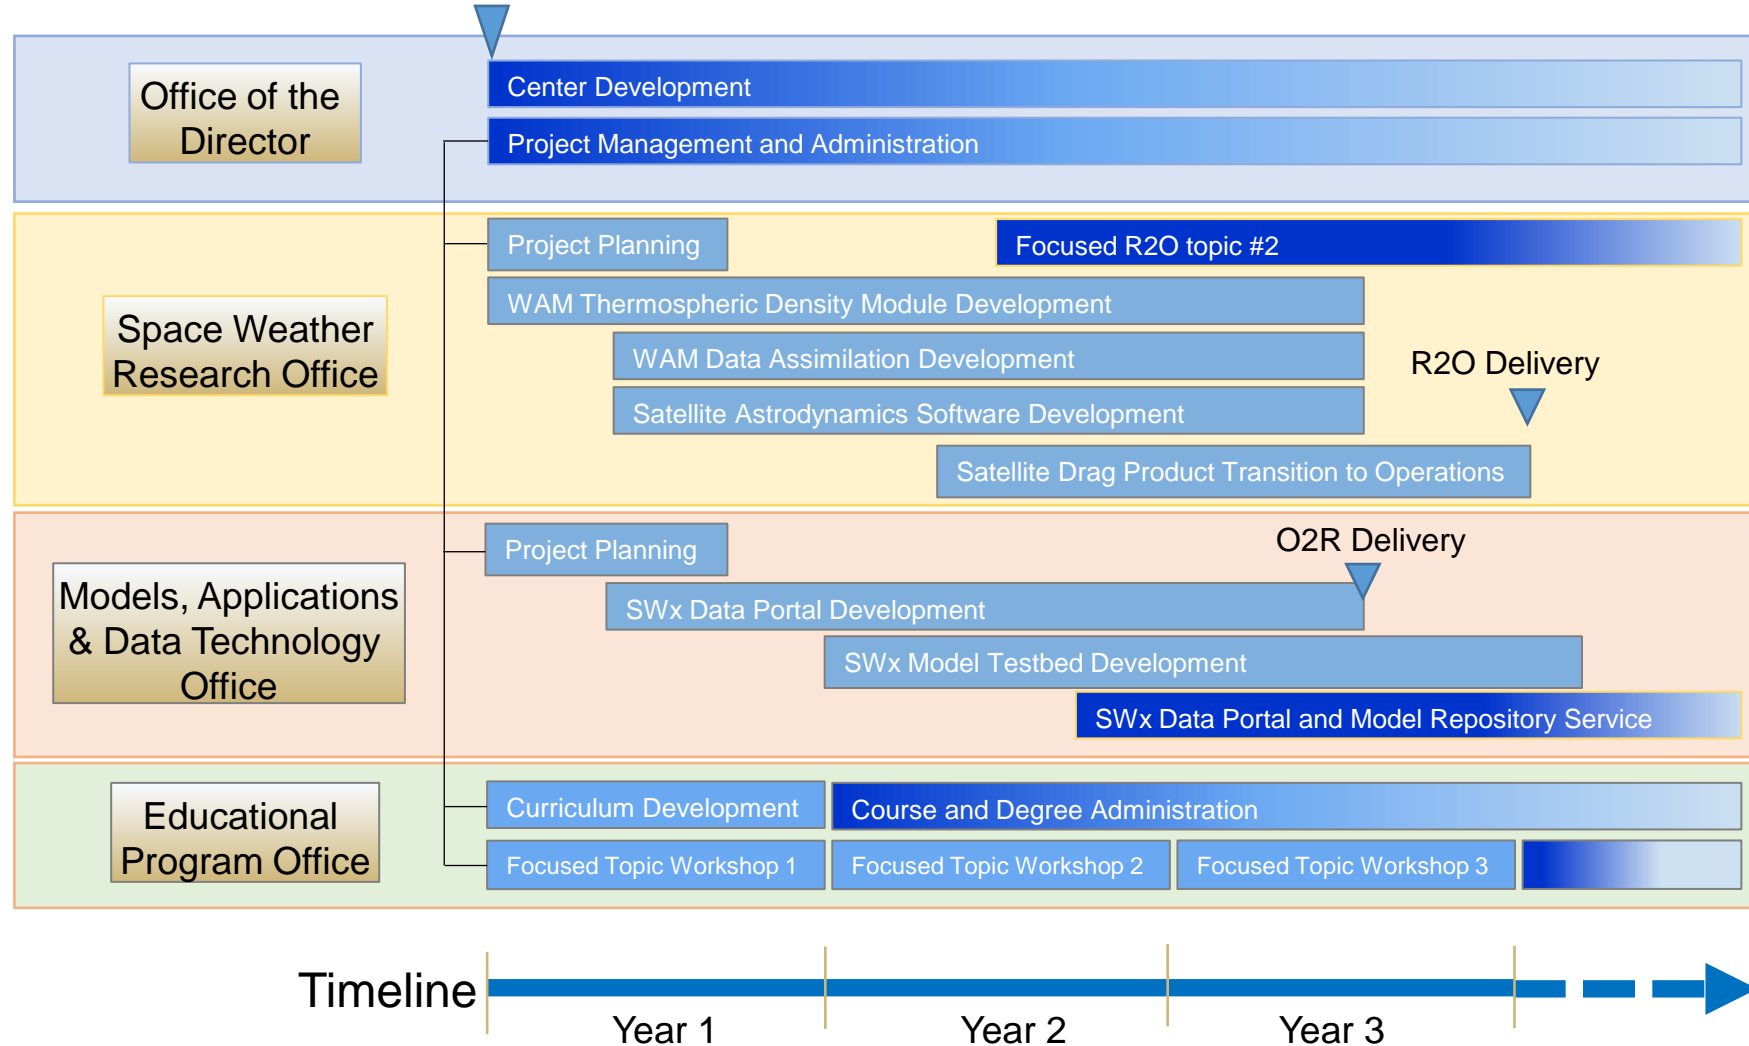 Office of the
Director
Center Development
Project Management and Administration
Space Weather
Research Office
Project Planning
Focused R2O topic #2
WAM Thermospheric Density Module Development
WAM Data Assimilation Development
R2O Delivery
Satellite Astrodynamics Software Development
Satellite Drag Product Transition to Operations
Models, Applications
& Data Technology
Office
Project Planning
O2R Delivery
SWx Data Portal Development
SWx Model Testbed Development
SWx Data Portal and Model Repository Service
Educational
Program Office
Curriculum Development
Course and Degree Administration
Focused Topic Workshop 1
Focused Topic Workshop 2
Focused Topic Workshop 3
Timeline
Year 1
Year 2
Year 3